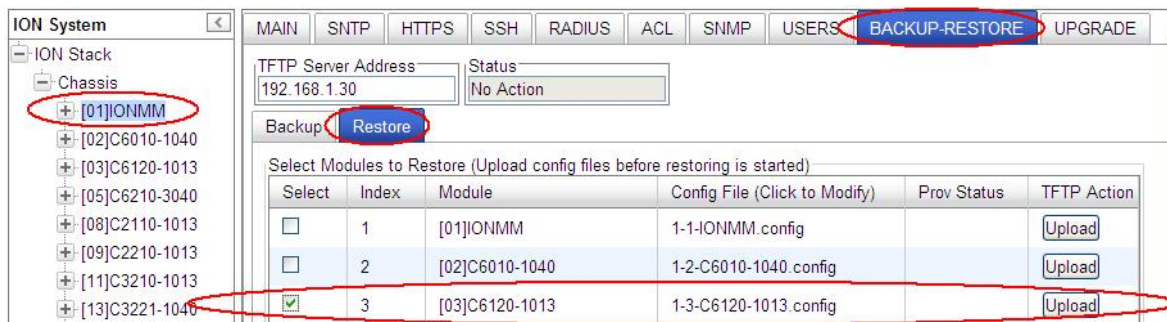 ION System
<
ION Stack
Chassis
[01]IONMM
[02]C6010-1040
[03]C6120-1013
[05]C6210-3040
[08]C2110-1013
[09]C2210-1013
[11]C3210-1013
[13]C3221-1040
MAIN SNTP HTTPS SSH RADIUS ACL SNMP USERS BACKUP-RESTORE UPGRADE
TFTP Server Address Status
192.168.1.30 No Action
Backup Restore
Select Modules to Restore (Upload config files before restoring is started)
Select Index Module Config File (Click to Modify) Prov Status TFTP Action
1 [01]IONMM 1-1-IONMM.config Upload
2 [02]C6010-1040 1-2-C6010-1040.config Upload
3 [03]C6120-1013 1-3-C6120-1013.config Upload